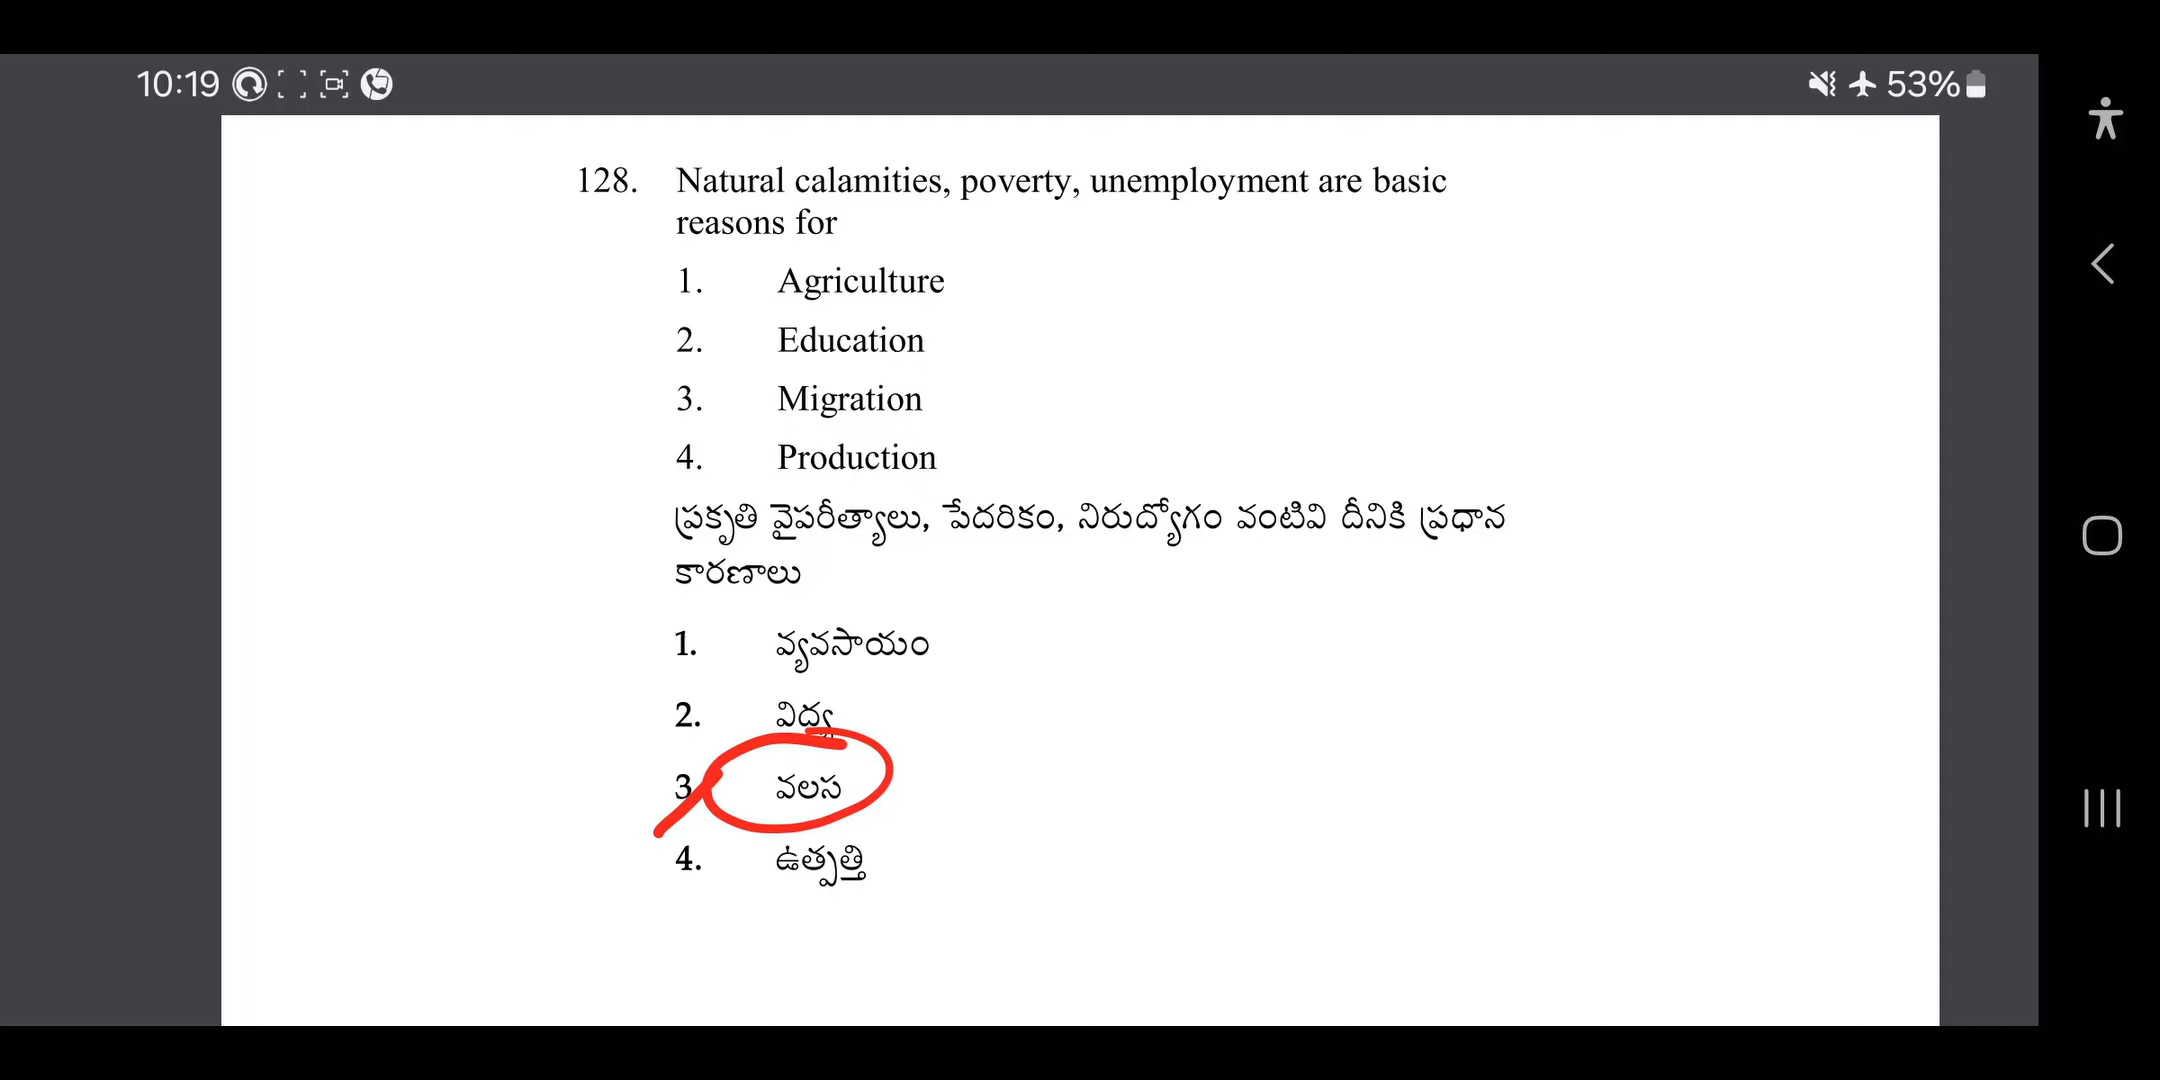 10:19
53%
128. Natural calamities, poverty, unemployment are basic
reasons for
1. Agriculture
2. Education
3. Migration
4. Production
ప్రకృతి వైపరీత్యాలు, పేదరికం, నిరుద్యోగం వంటివి దీనికి ప్రధాన
కారణాలు
1. వ్యవసాయం
2. విద్య
3 వలస
4. ఉత్పత్తి